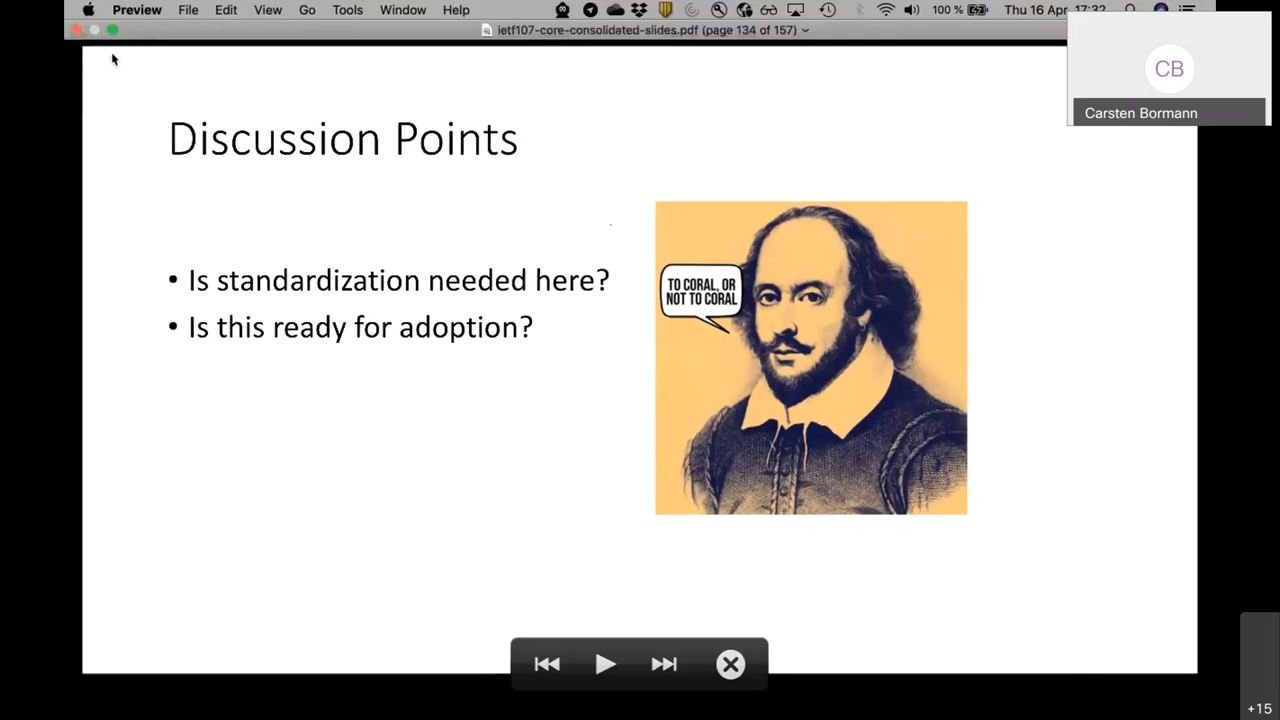 Preview File Edit View Go Tools Window Help 100 % Thu 16 Apr 17:32
ietf107-core-consolidated-slides.pdf (page 134 of 157)
CB
Carsten Bormann
Discussion Points
• Is standardization needed here?
• Is this ready for adoption?
TO CORAL, OR
NOT TO CORAL
+15